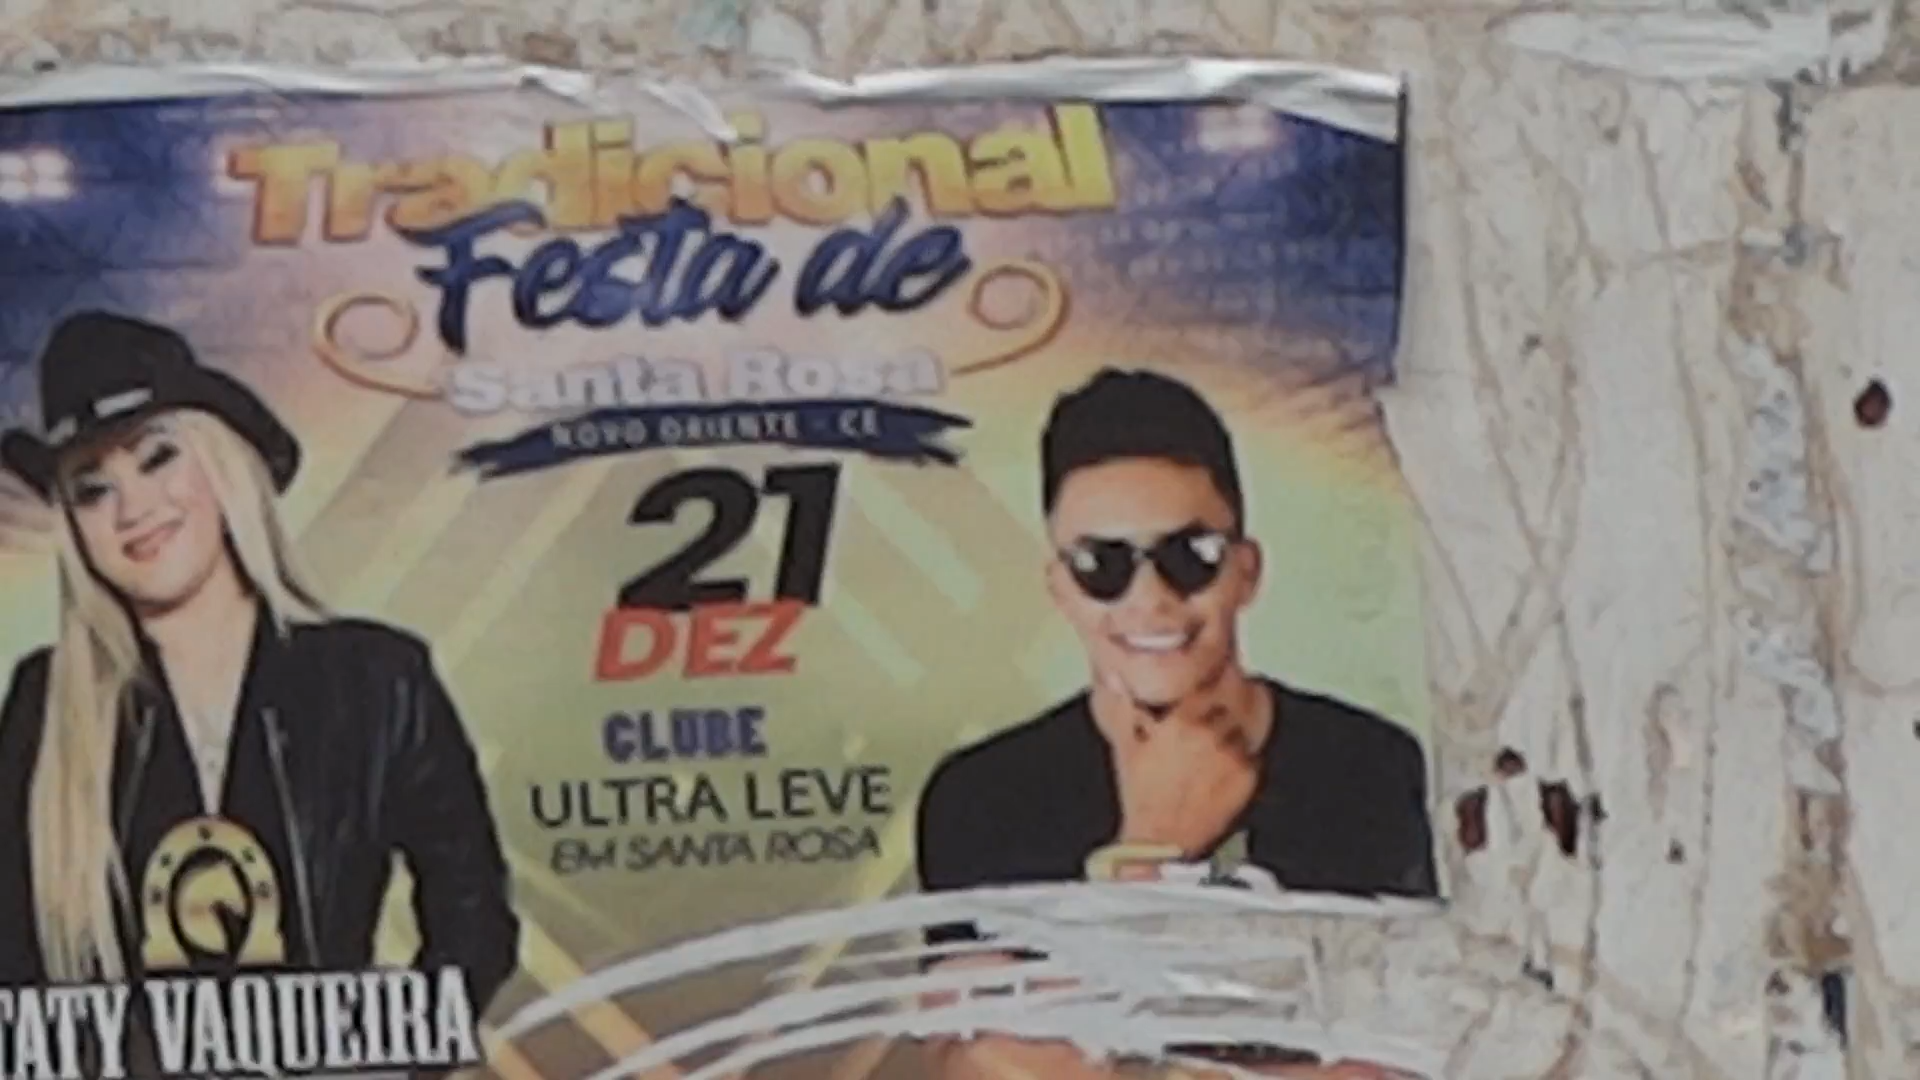 Tradicional
Festa de
Santa Rosa
NOVO ORIENTE - CE
21
DEZ
CLUBE
ULTRA LEVE
EM SANTA ROSA
TATY VAQUEIRA